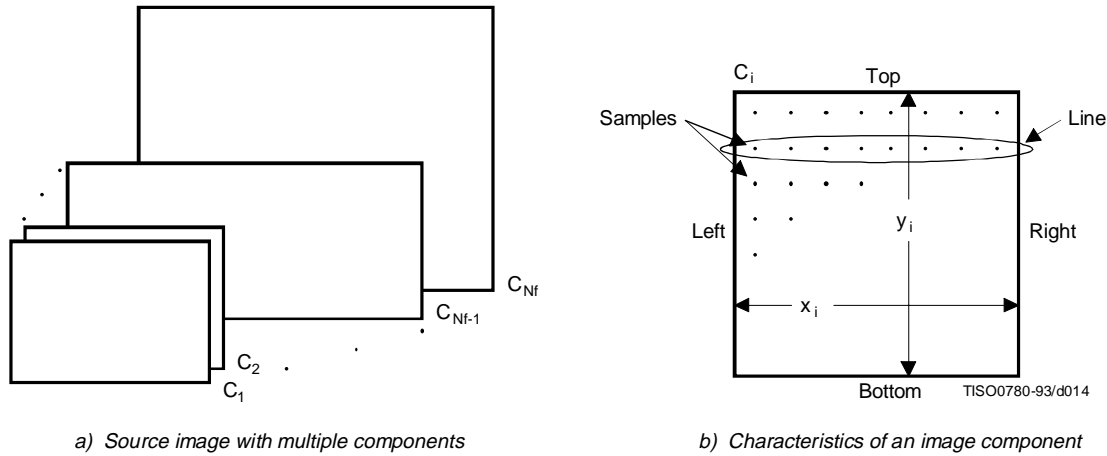 C_Nf
C_Nf-1
C_2
C_1
a) Source image with multiple components
C_i
Top
Samples
Line
Left
y_i
Right
x_i
Bottom
TISO0780-93/d014
b) Characteristics of an image component